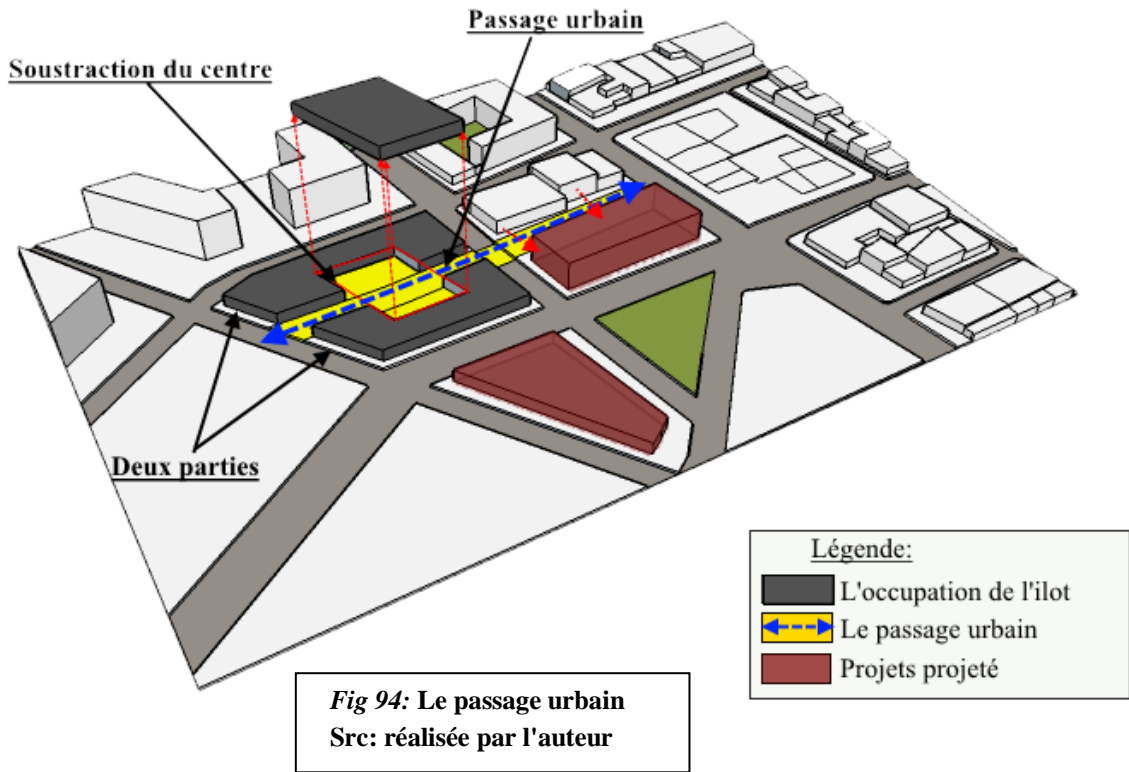 Passage urbain
Soustraction du centre
Deux parties
Légende:
L'occupation de l'ilot
Le passage urbain
Projets projeté
Fig 94: Le passage urbain
Src: réalisée par l'auteur